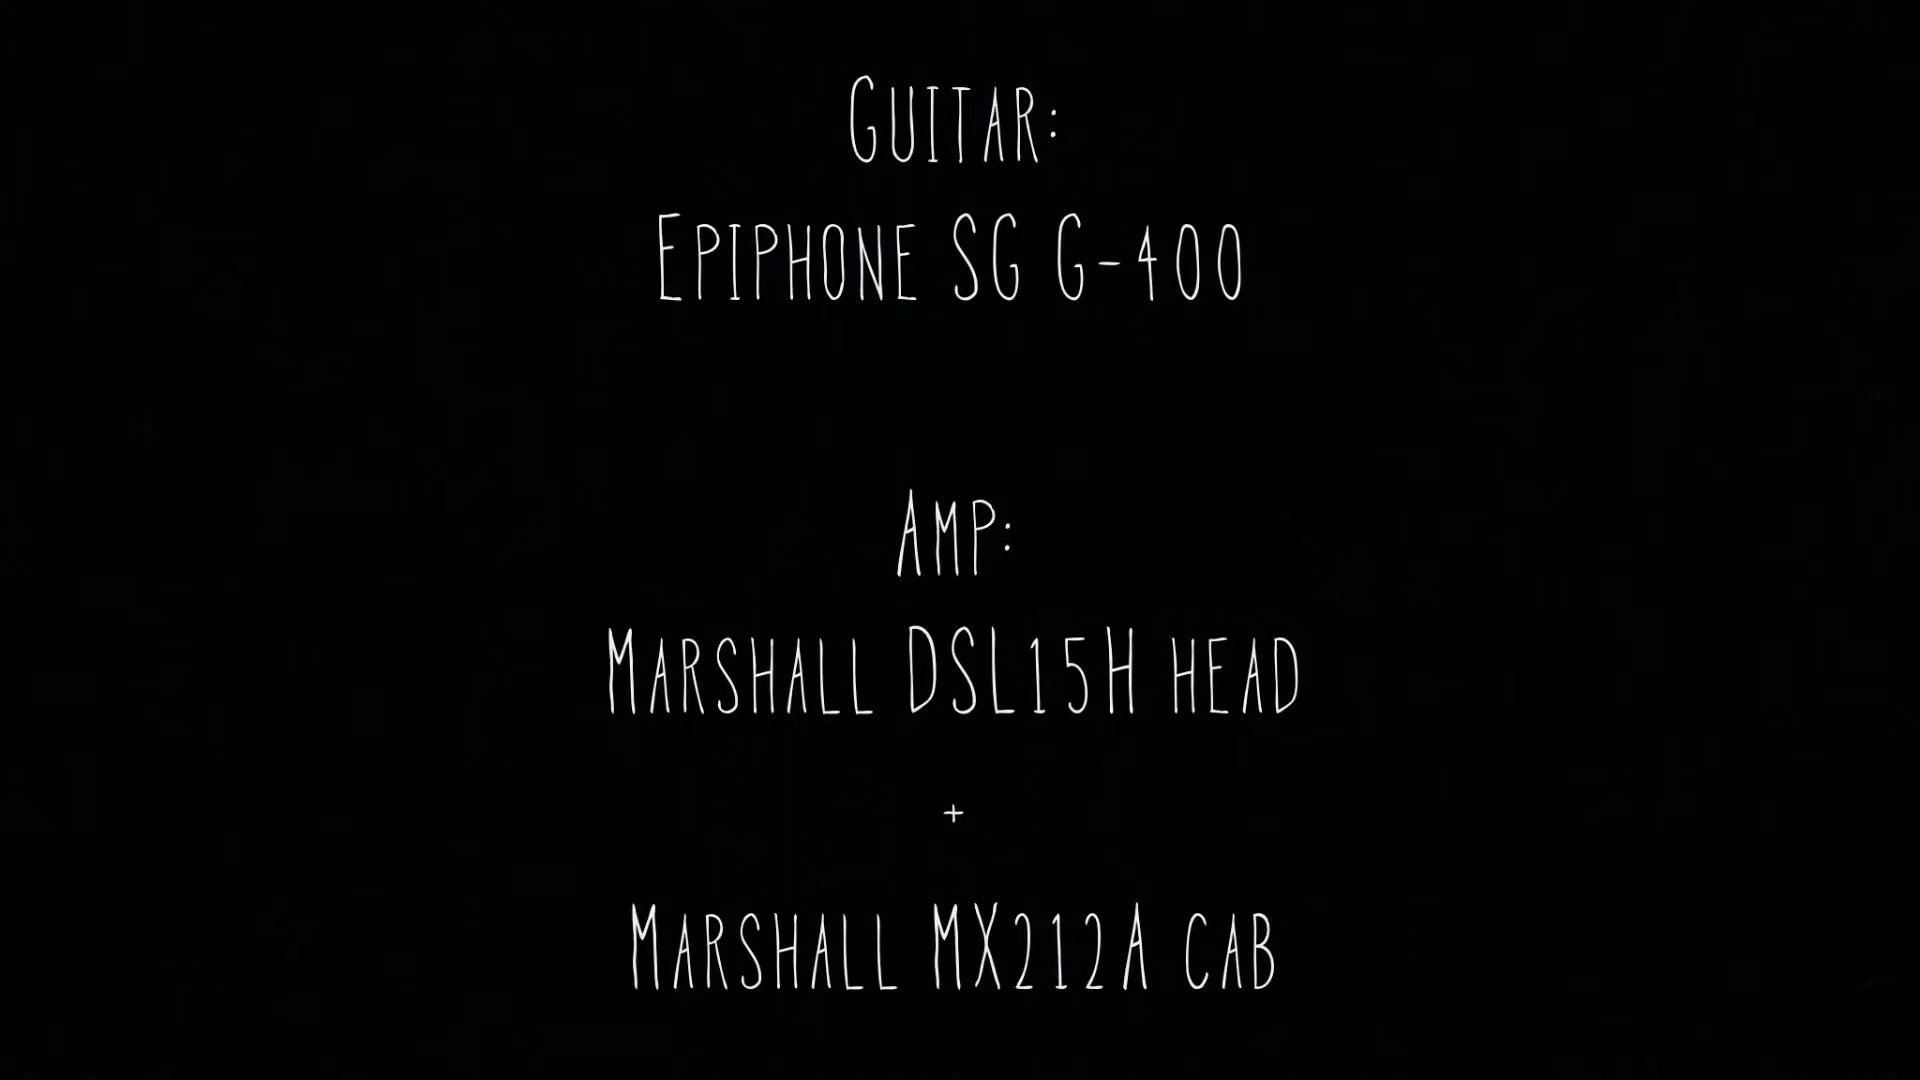 Guitar:
Epiphone SG G-400
Amp:
Marshall DSL15H head
+
Marshall MX212A cab